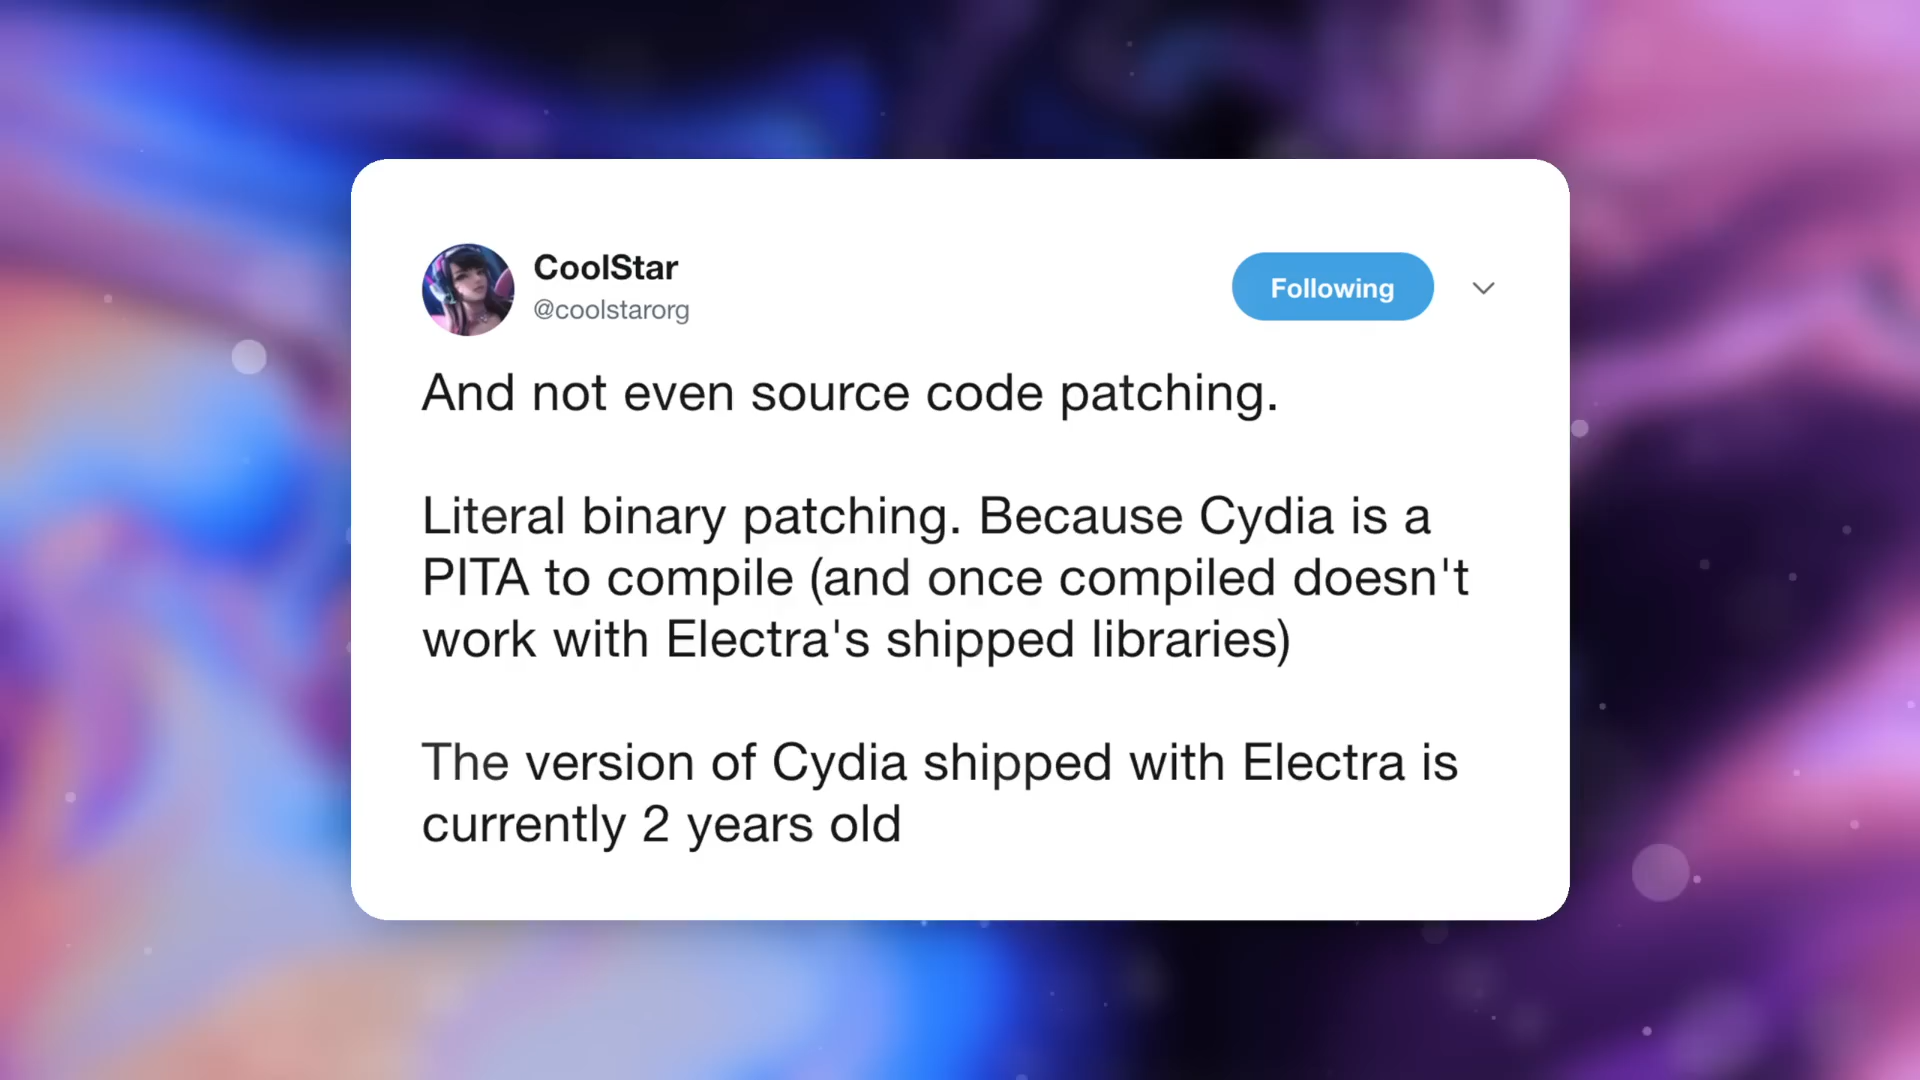 CoolStar
@coolstarorg
Following
And not even source code patching.
Literal binary patching. Because Cydia is a
PITA to compile (and once compiled doesn't
work with Electra's shipped libraries)
The version of Cydia shipped with Electra is
currently 2 years old